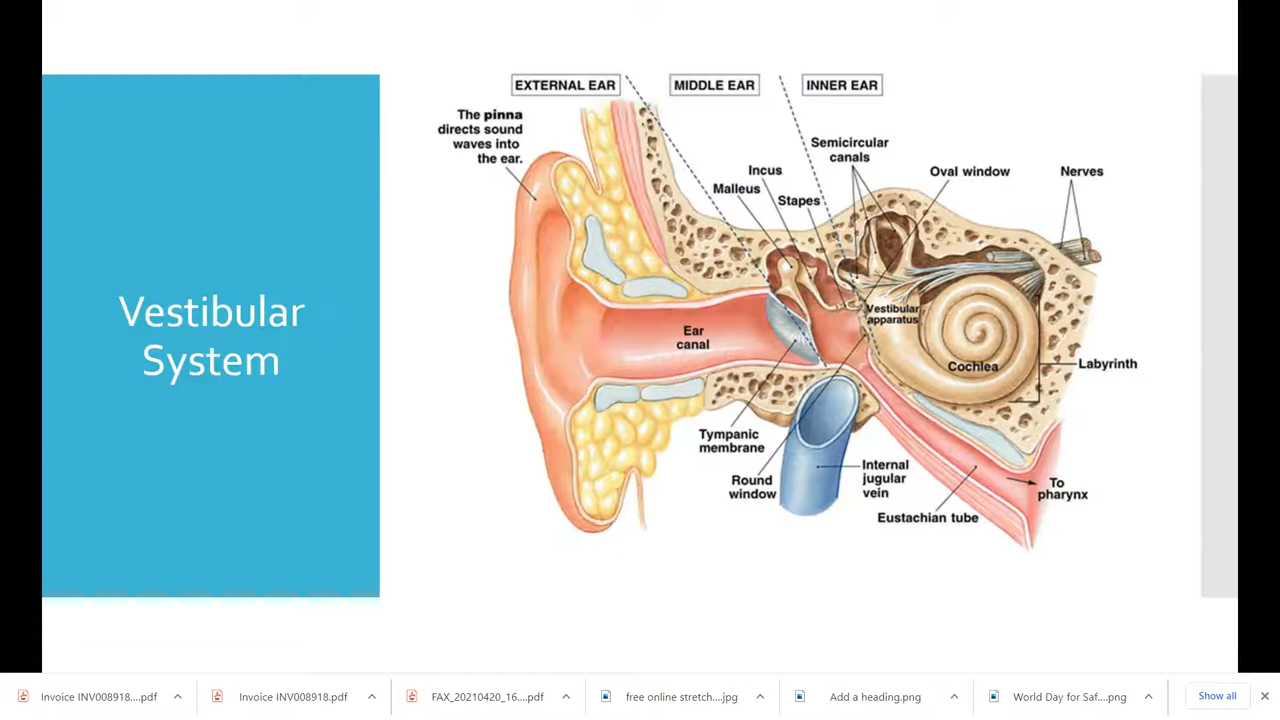 Vestibular
System
EXTERNAL EAR
MIDDLE EAR
INNER EAR
The pinna
directs sound
waves into
the ear.
Semicircular
canals
Incus
Malleus
Stapes
Oval window
Nerves
Vestibular
apparatus
Ear
canal
Cochlea
Labyrinth
Tympanic
membrane
Round
window
Internal
jugular
vein
To
pharynx
Eustachian tube
Invoice INV008918....pdf
Invoice INV008918.pdf
FAX_20210420_16....pdf
free online stretch....jpg
Add a heading.png
World Day for Saf....png
Show all